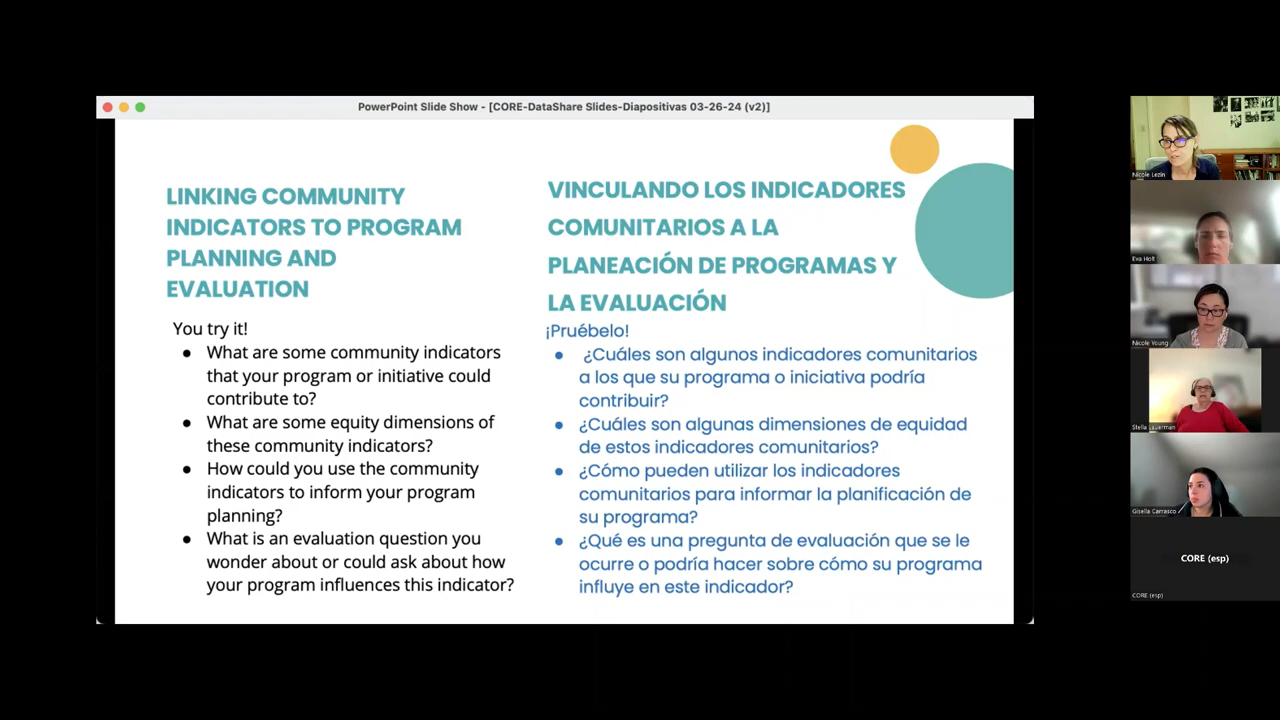 PowerPoint Slide Show - [CORE-DataShare Slides-Diapositivas 03-26-24 (v2)]
LINKING COMMUNITY
INDICATORS TO PROGRAM
PLANNING AND
EVALUATION
You try it!
● What are some community indicators
that your program or initiative could
contribute to?
● What are some equity dimensions of
these community indicators?
● How could you use the community
indicators to inform your program
planning?
● What is an evaluation question you
wonder about or could ask about how
your program influences this indicator?
VINCULANDO LOS INDICADORES
COMUNITARIOS A LA
PLANEACIÓN DE PROGRAMAS Y
LA EVALUACIÓN
¡Pruébelo!
● ¿Cuáles son algunos indicadores comunitarios
a los que su programa o iniciativa podría
contribuir?
● ¿Cuáles son algunas dimensiones de equidad
de estos indicadores comunitarios?
● ¿Cómo pueden utilizar los indicadores
comunitarios para informar la planificación de
su programa?
● ¿Qué es una pregunta de evaluación que se le
ocurre o podría hacer sobre cómo su programa
influye en este indicador?
Nicole Lezin
Eva Holt
Nicole Young
Stella Lauerman
Gisella Carrasco
CORE (esp)
CORE (esp)